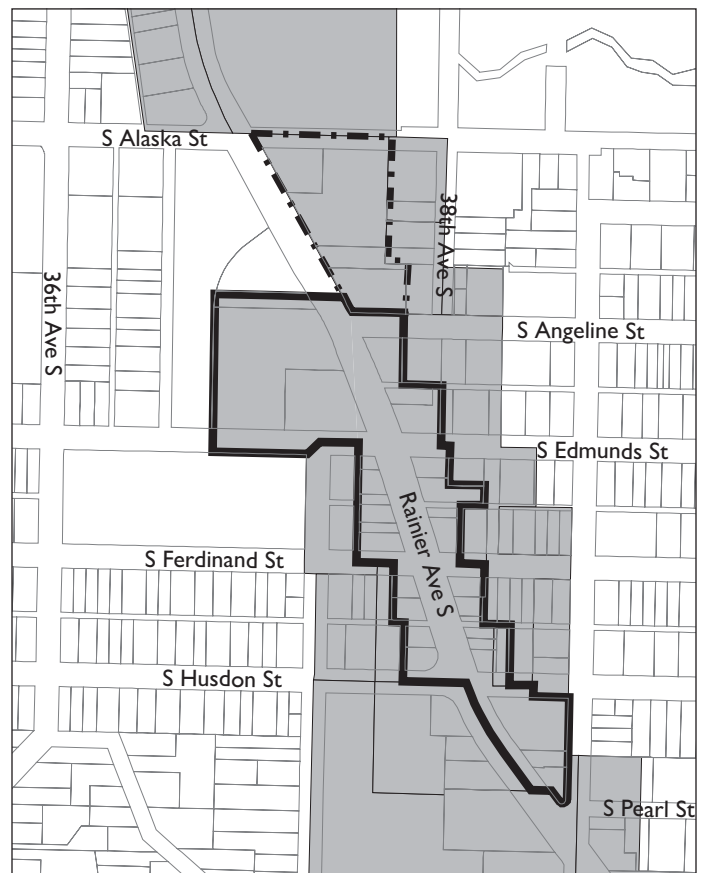 S Alaska St
38th Ave S
36th Ave S
S Angeline St
S Edmunds St
Rainier Ave S
S Ferdinand St
S Husdon St
S Pearl St